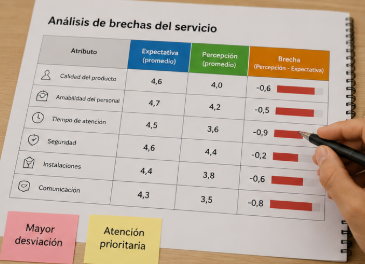 Análisis de brechas del servicio
Atributo Expectativa (promedio) Percepción (promedio) Brecha (Percepción - Expectativa)
Calidad del producto 4,6 4,0 -0,6
Amabilidad del personal 4,7 4,2 -0,5
Tiempo de atención 4,5 3,6 -0,9
Seguridad 4,6 4,4 -0,2
Instalaciones 4,4 3,8 -0,6
Comunicación 4,3 3,5 -0,8
Mayor
desviación
Atención
prioritaria